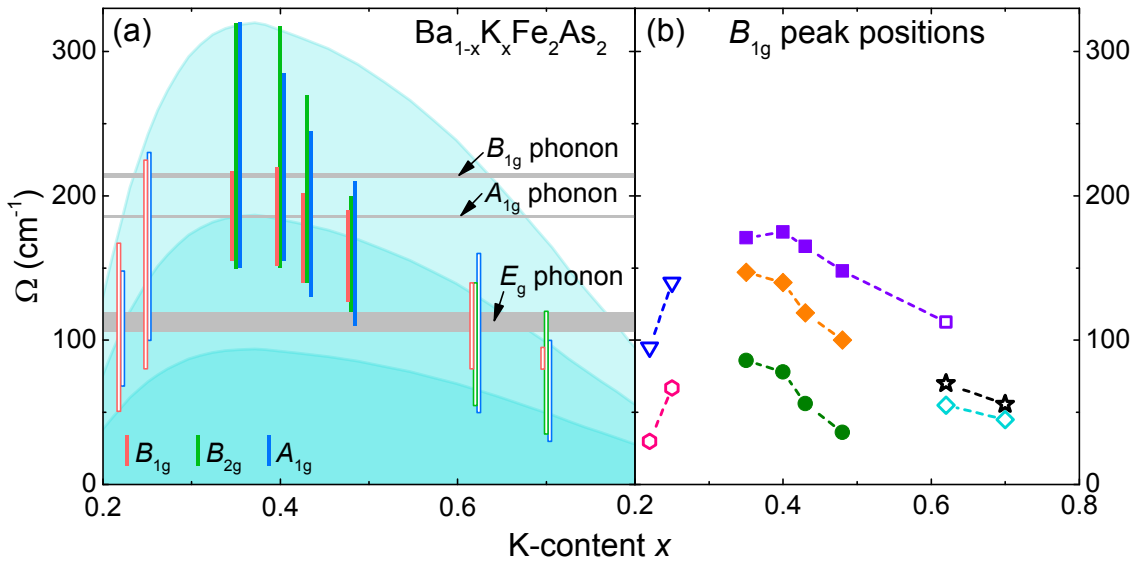 (a) Ba1-xKxFe2As2
(b) B1g peak positions
300
200
100
0
Ω (cm-1)
B1g phonon
A1g phonon
Eg phonon
B1g B2g A1g
0.2 0.4 0.6 0.2 0.4 0.6 0.8
300
200
100
0
K-content x